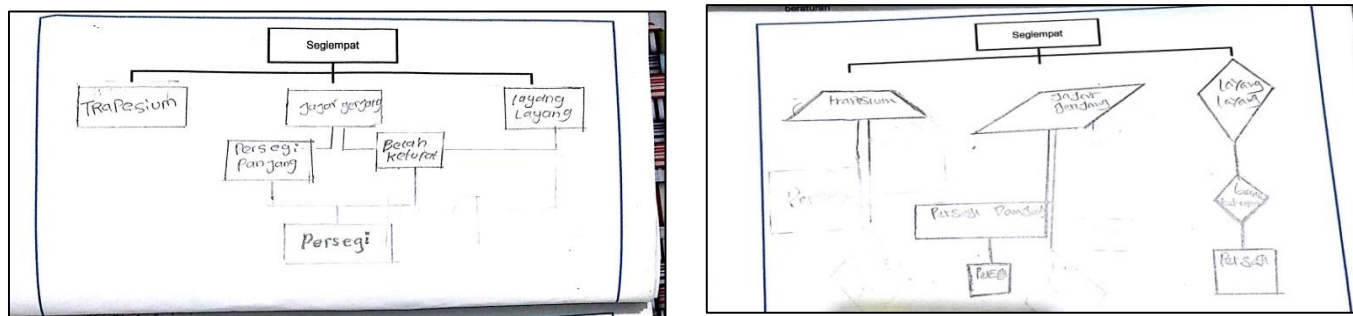 Segiempat
TRAPesium
Jajar genjang
Layang
Layang
Persegi
Panjang
Belah
Ketupat
Persegi
beraturan
Segiempat
trapesium
Jajar
Genjang
Layang
Layang
Persegi Panjang
Persegi